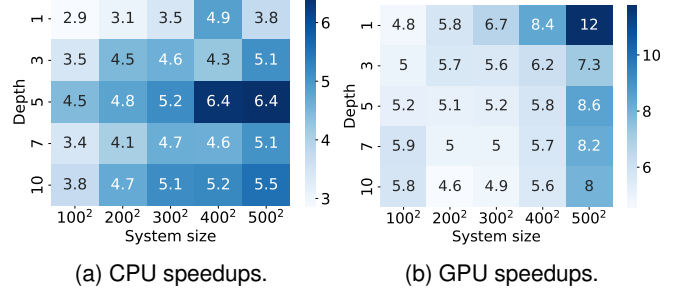 1 2.9 3.1 3.5 4.9 3.8
3 3.5 4.5 4.6 4.3 5.1
5 4.5 4.8 5.2 6.4 6.4
7 3.4 4.1 4.7 4.6 5.1
10 3.8 4.7 5.1 5.2 5.5
Depth
100² 200² 300² 400² 500²
System size
6
5
4
3
(a) CPU speedups.
1 4.8 5.8 6.7 8.4 12
3 5 5.7 5.6 6.2 7.3
5 5.2 5.1 5.2 5.8 8.6
7 5.9 5 5 5.7 8.2
10 5.8 4.6 4.9 5.6 8
Depth
100² 200² 300² 400² 500²
System size
10
8
6
(b) GPU speedups.